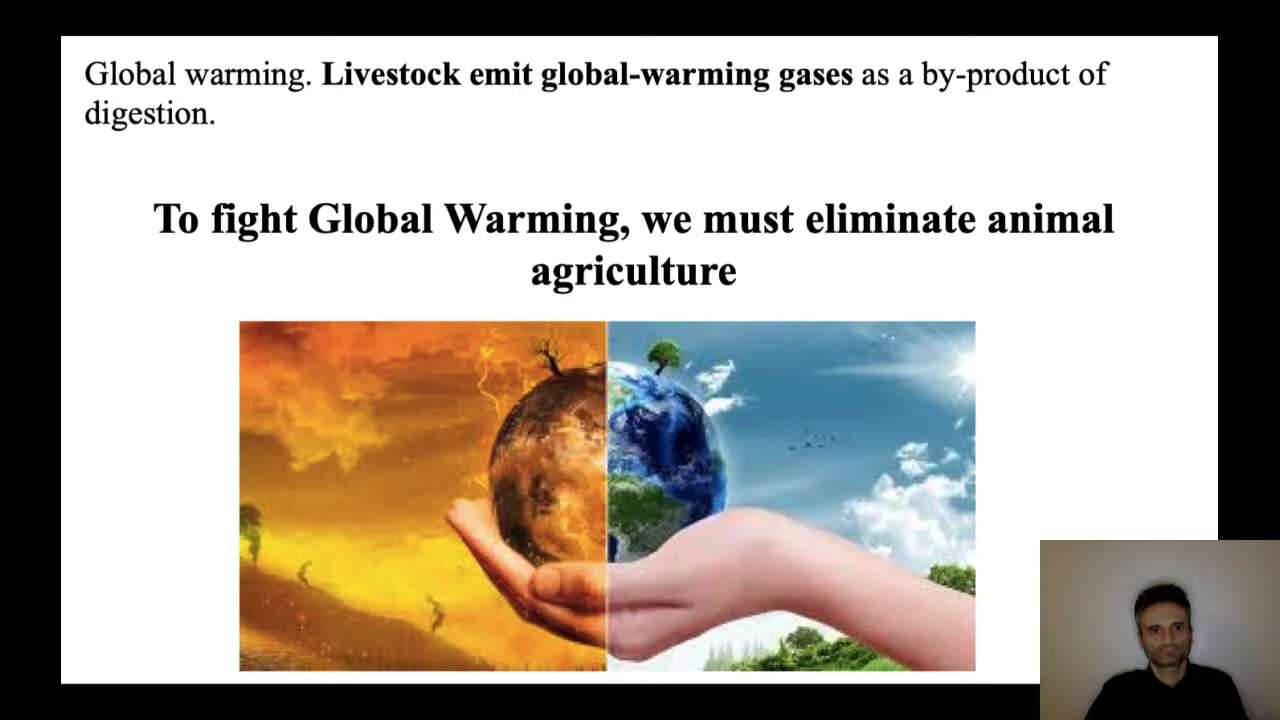 Global warming. Livestock emit global-warming gases as a by-product of
digestion.
To fight Global Warming, we must eliminate animal
agriculture